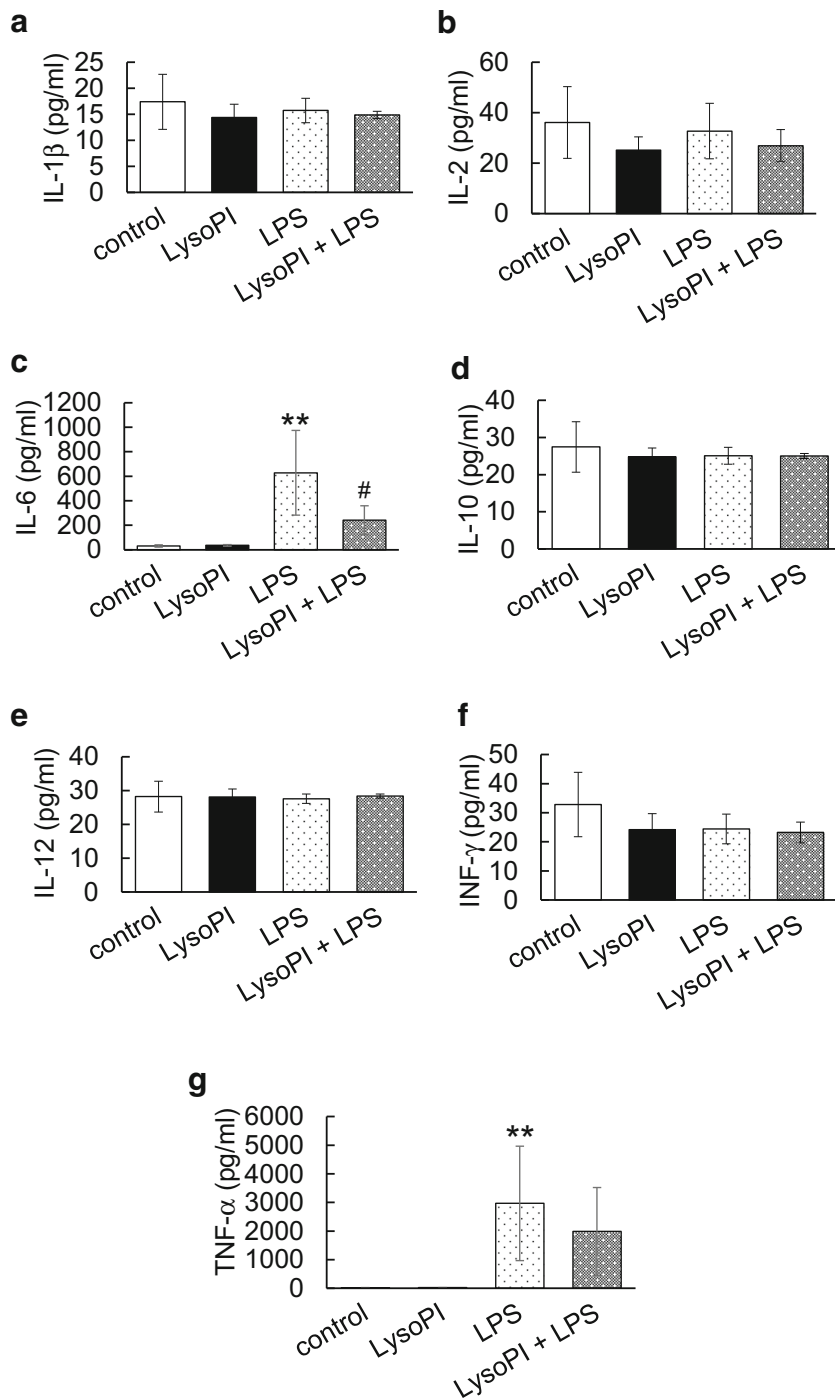 a
IL-1β (pg/ml)
25
20
15
10
5
0
control
LysoPI
LPS
LysoPI + LPS
b
IL-2 (pg/ml)
60
40
20
0
control
LysoPI
LPS
LysoPI + LPS
c
IL-6 (pg/ml)
1200
1000
800
600
400
200
0
**
#
control
LysoPI
LPS
LysoPI + LPS
d
IL-10 (pg/ml)
40
30
20
10
0
control
LysoPI
LPS
LysoPI + LPS
e
IL-12 (pg/ml)
40
30
20
10
0
control
LysoPI
LPS
LysoPI + LPS
f
INF-γ (pg/ml)
50
40
30
20
10
0
control
LysoPI
LPS
LysoPI + LPS
g
TNF-α (pg/ml)
6000
5000
4000
3000
2000
1000
0
**
control
LysoPI
LPS
LysoPI + LPS